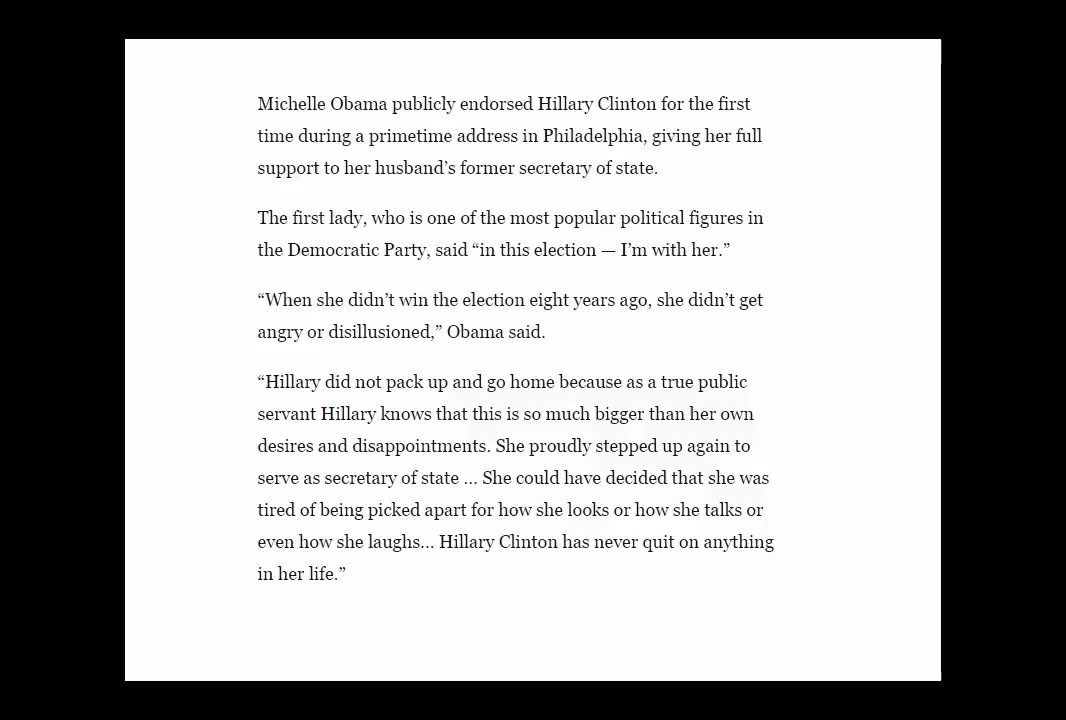 Michelle Obama publicly endorsed Hillary Clinton for the first
time during a primetime address in Philadelphia, giving her full
support to her husband’s former secretary of state.
The first lady, who is one of the most popular political figures in
the Democratic Party, said “in this election — I’m with her.”
“When she didn’t win the election eight years ago, she didn’t get
angry or disillusioned,” Obama said.
“Hillary did not pack up and go home because as a true public
servant Hillary knows that this is so much bigger than her own
desires and disappointments. She proudly stepped up again to
serve as secretary of state ... She could have decided that she was
tired of being picked apart for how she looks or how she talks or
even how she laughs... Hillary Clinton has never quit on anything
in her life.”